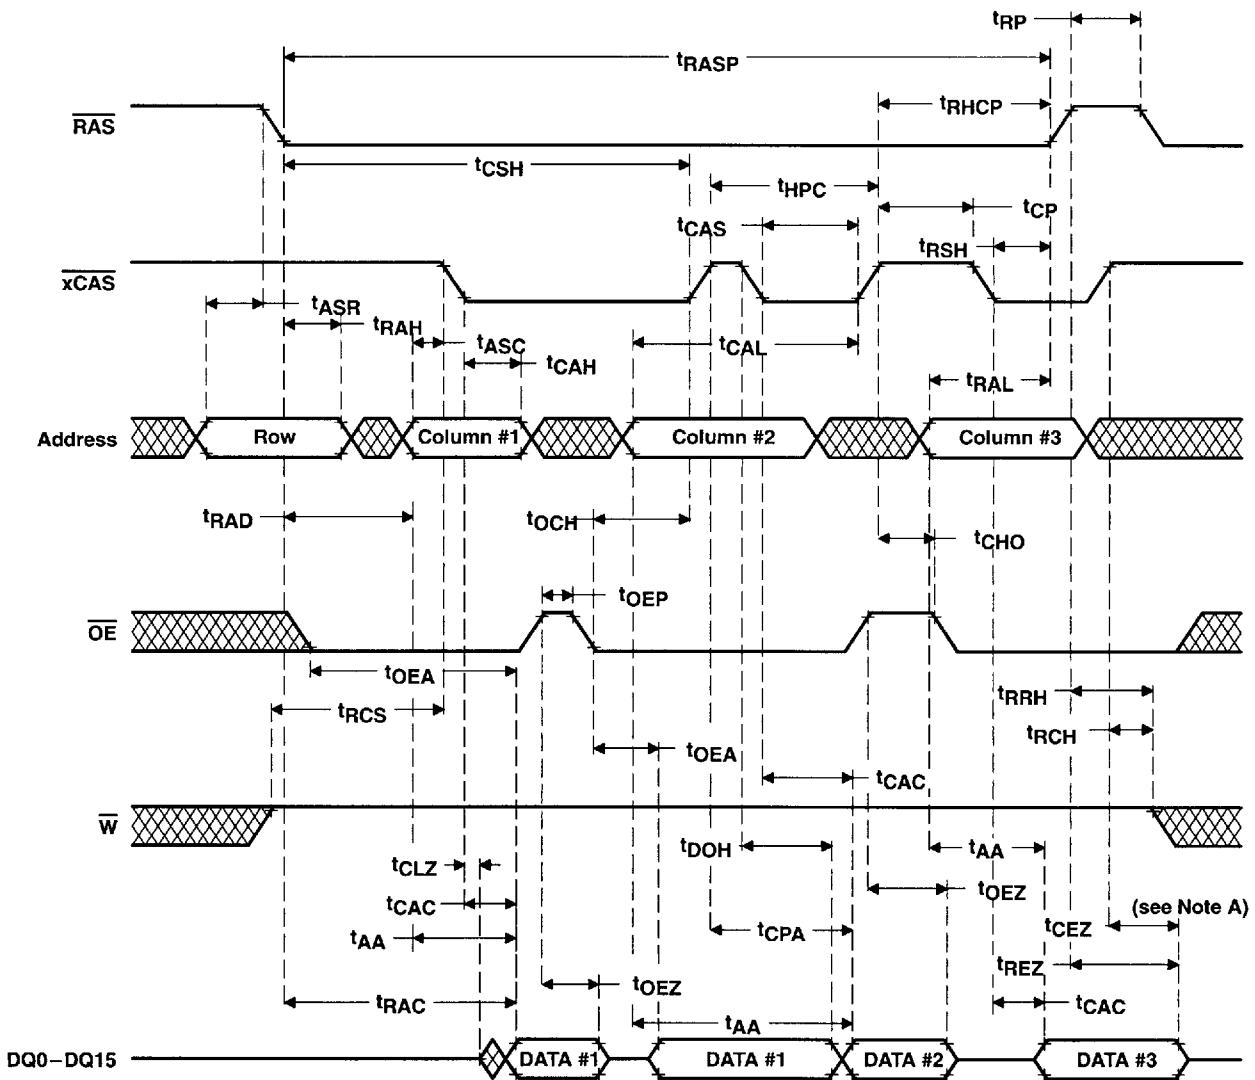 tRP
tRASP
tRHCP
RAS
tCSH
tHPC
tCAS
tCP
tRSH
xCAS
tASR
tRAH
tASC
tCAL
tCAH
tRAL
Address
Row
Column #1
Column #2
Column #3
tRAD
tOCH
tCHO
tOEP
OE
tOEA
tRRH
tRCS
tRCH
tOEA
tCAC
W
tDOH
tAA
tCLZ
tOEZ
tCAC
(see Note A)
tCPA
tCEZ
tAA
tREZ
tOEZ
tRAC
tCAC
tAA
DQ0–DQ15
DATA #1
DATA #1
DATA #2
DATA #3